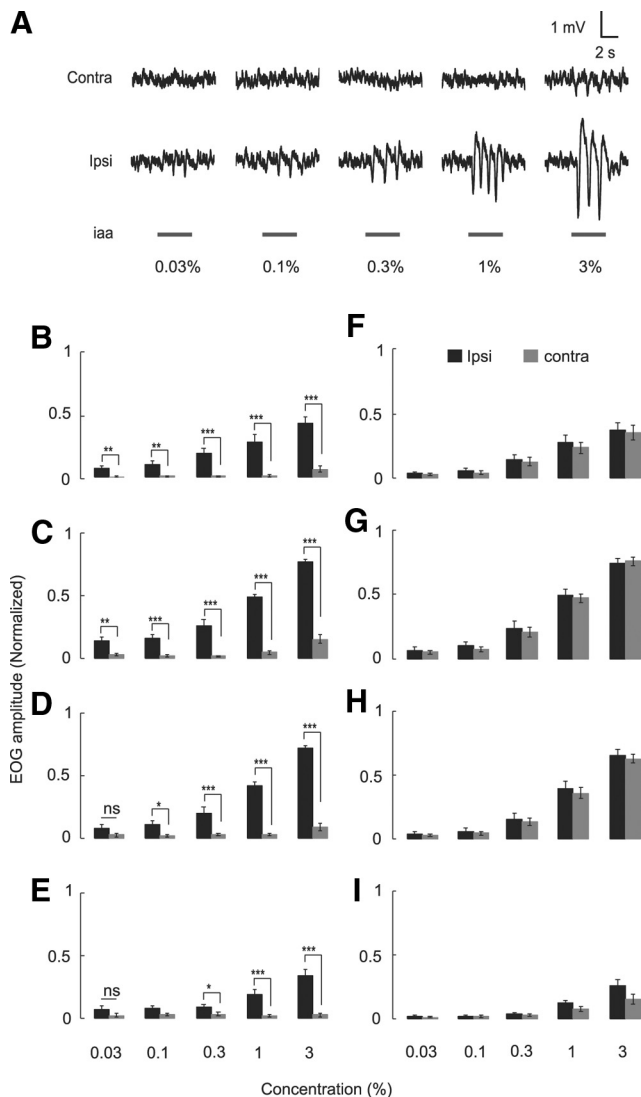 A
1 mV
2 s
Contra
Ipsi
iaa
0.03% 0.1% 0.3% 1% 3%
B
1
0.5
0
** ** *** *** ***
F
1
0.5
0
Ipsi contra
C
1
0.5
0
** *** *** *** ***
G
1
0.5
0
D
1
0.5
0
ns * *** *** ***
H
1
0.5
0
E
1
0.5
0
ns * *** ***
I
1
0.5
0
EOG amplitude (Normalized)
0.03 0.1 0.3 1 3
0.03 0.1 0.3 1 3
Concentration (%)